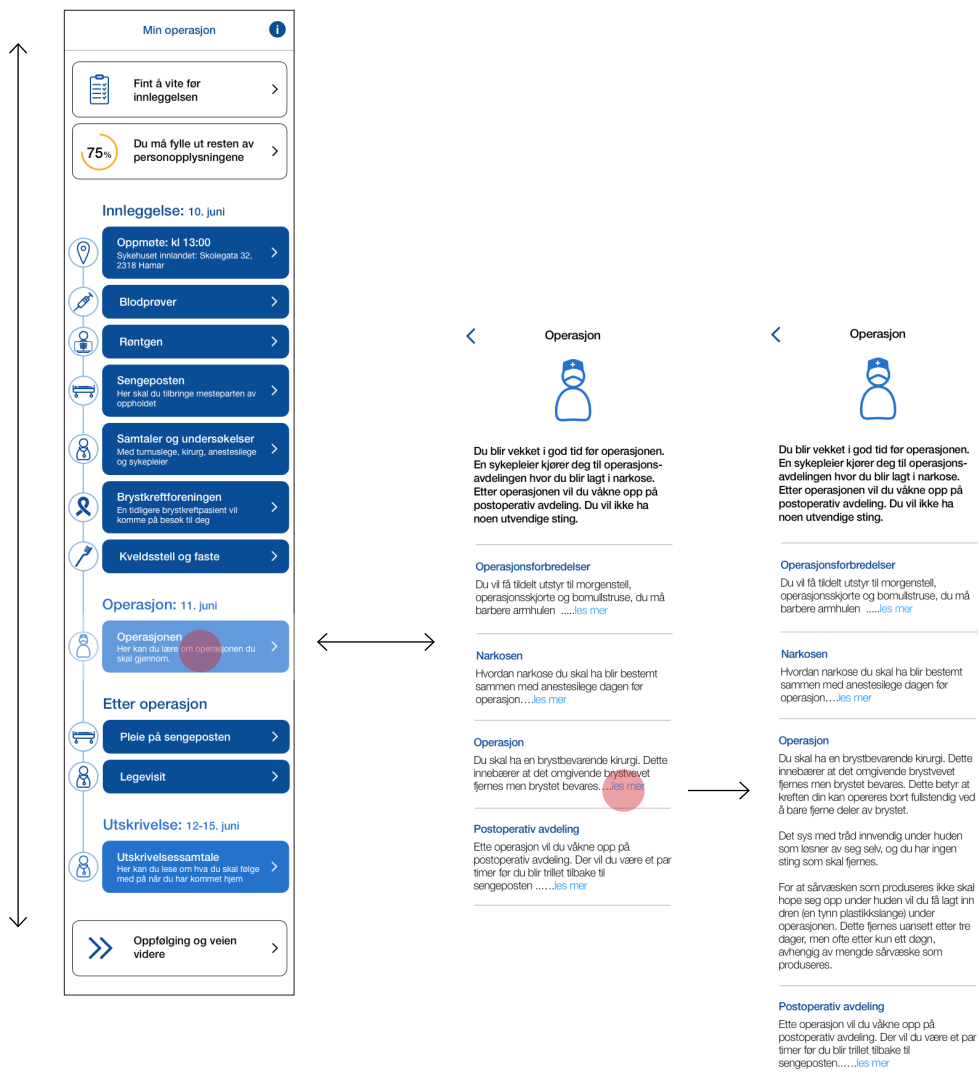 Min operasjon
i
Fint å vite før
innleggelsen
75%
Du må fylle ut resten av
personopplysningene
Innleggelse: 10. juni
Oppmøte: kl 13:00
Sykehuset innlandet: Skolegata 32,
2318 Hamar
Blodprøver
Røntgen
Sengeposten
Her skal du tilbringe mesteparten av
oppholdet
Samtaler og undersøkelser
Med turnuslege, kirurg, anestesilege
og sykepleier
Brystkreftforeningen
En tidligere brystkreftpasient vil
komme på besøk til deg
Kveldsstell og faste
Operasjon: 11. juni
Operasjonen
Her kan du lære om operasjonen du
skal gjennom.
Etter operasjon
Pleie på sengeposten
Legevisit
Utskrivelse: 12-15. juni
Utskrivelsessamtale
Her kan du lese om hva du skal følge
med på når du har kommet hjem
Oppfølging og veien
videre
Operasjon
Du blir vekket i god tid før operasjonen.
En sykepleier kjører deg til operasjons-
avdelingen hvor du blir lagt i narkose.
Etter operasjonen vil du våkne opp på
postoperativ avdeling. Du vil ikke ha
noen utvendige sting.
Operasjonsforbredelser
Du vil få tildelt utstyr til morgenstell,
operasjonsskjorte og bomullstruse, du må
barbere armhulen .....les mer
Narkosen
Hvordan narkose du skal ha blir bestemt
sammen med anestesilege dagen før
operasjon….les mer
Operasjon
Du skal ha en brystbevarende kirurgi. Dette
innebærer at det omgivende brystvevet
fjernes men brystet bevares….les mer
Postoperativ avdeling
Ette operasjon vil du våkne opp på
postoperativ avdeling. Der vil du være et par
timer før du blir trillet tilbake til
sengeposten ……les mer
Operasjon
Du blir vekket i god tid før operasjonen.
En sykepleier kjører deg til operasjons-
avdelingen hvor du blir lagt i narkose.
Etter operasjonen vil du våkne opp på
postoperativ avdeling. Du vil ikke ha
noen utvendige sting.
Operasjonsforbredelser
Du vil få tildelt utstyr til morgenstell,
operasjonsskjorte og bomullstruse, du må
barbere armhulen .....les mer
Narkosen
Hvordan narkose du skal ha blir bestemt
sammen med anestesilege dagen før
operasjon….les mer
Operasjon
Du skal ha en brystbevarende kirurgi. Dette
innebærer at det omgivende brystvevet
fjernes men brystet bevares. Dette betyr at
kreften din kan opereres bort fullstendig ved
å bare fjerne deler av brystet.
Det sys med tråd innvendig under huden
som løsner av seg selv, og du har ingen
sting som skal fjernes.
For at sårvæsken som produseres ikke skal
hope seg opp under huden vil du få lagt inn
dren (en tynn plastikkslange) under
operasjonen. Dette fjernes uansett etter tre
dager, men ofte etter kun ett døgn,
avhengig av mengde sårvæske som
produseres.
Postoperativ avdeling
Ette operasjon vil du våkne opp på
postoperativ avdeling. Der vil du være et par
timer før du blir trillet tilbake til
sengeposten……les mer